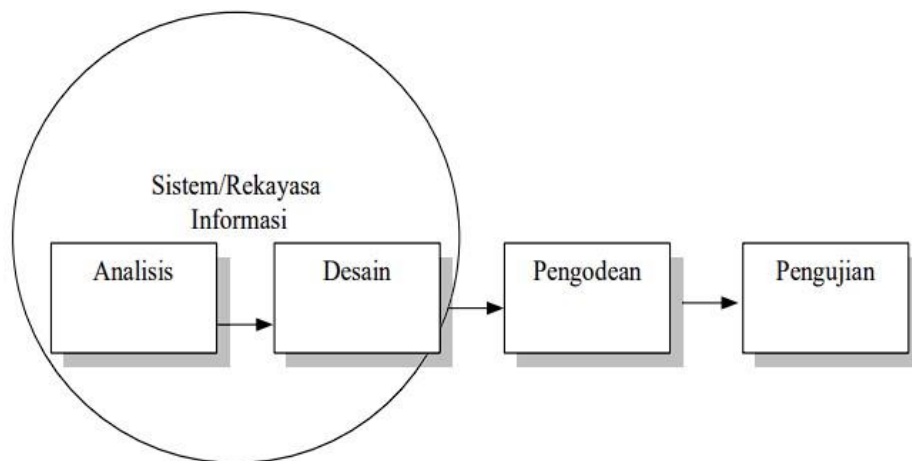 Sistem/Rekayasa
Informasi
Analisis
Desain
Pengodean
Pengujian